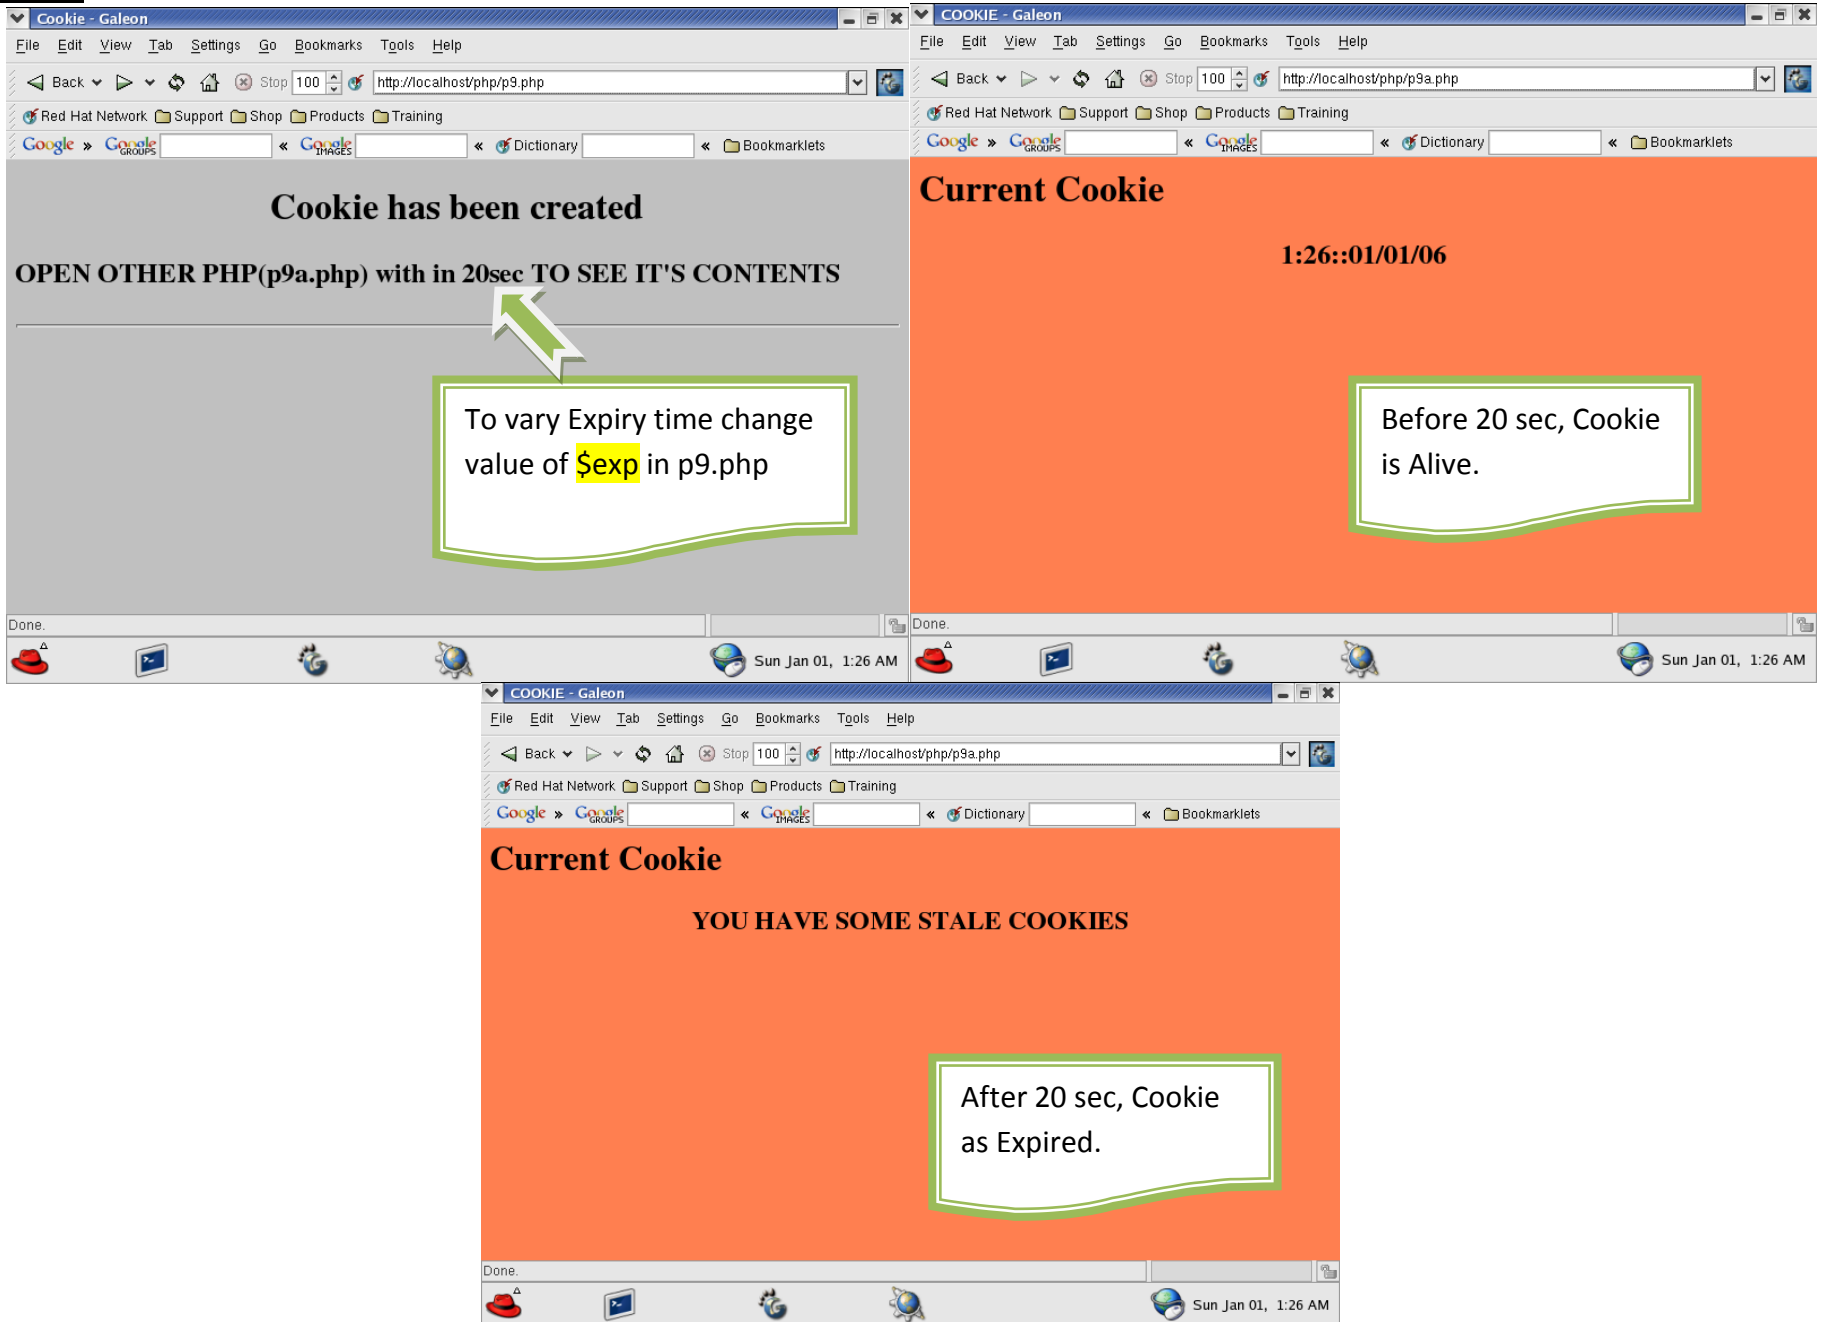 Cookie - Galeon
File Edit View Tab Settings Go Bookmarks Tools Help
Back Stop 100 http://localhost/php/p9.php
Red Hat Network Support Shop Products Training
Google » Google GROUPS « Google IMAGES « Dictionary « Bookmarklets
Cookie has been created
OPEN OTHER PHP(p9a.php) with in 20sec TO SEE IT'S CONTENTS
To vary Expiry time change
value of $exp in p9.php
Done.
Sun Jan 01, 1:26 AM
COOKIE - Galeon
File Edit View Tab Settings Go Bookmarks Tools Help
Back Stop 100 http://localhost/php/p9a.php
Red Hat Network Support Shop Products Training
Google » Google GROUPS « Google IMAGES « Dictionary « Bookmarklets
Current Cookie
1:26::01/01/06
Before 20 sec, Cookie
is Alive.
Done.
Sun Jan 01, 1:26 AM
COOKIE - Galeon
File Edit View Tab Settings Go Bookmarks Tools Help
Back Stop 100 http://localhost/php/p9a.php
Red Hat Network Support Shop Products Training
Google » Google GROUPS « Google IMAGES « Dictionary « Bookmarklets
Current Cookie
YOU HAVE SOME STALE COOKIES
After 20 sec, Cookie
as Expired.
Done.
Sun Jan 01, 1:26 AM